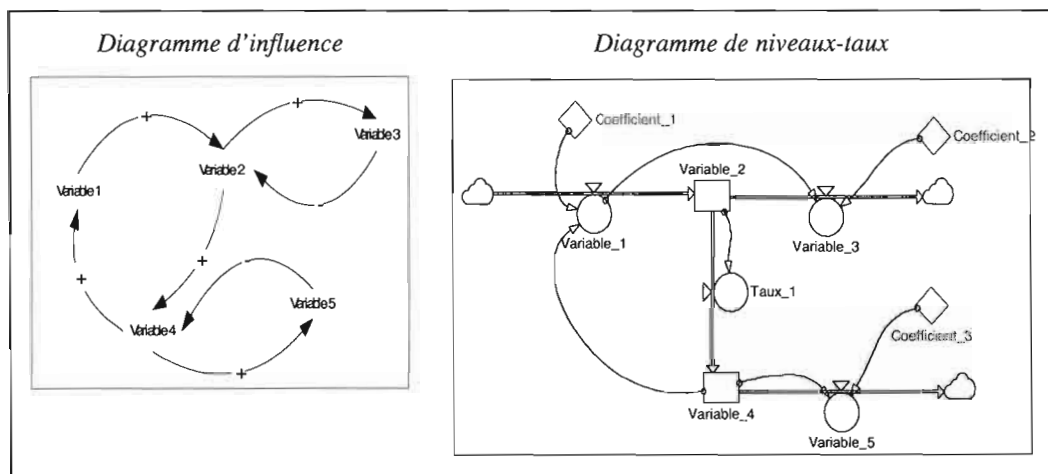 Diagramme d'influence
Diagramme de niveaux-taux
+
+
Variable3
Variable2
Variable1
-
+
+
Variable5
Variable4
+
-
Coefficient_1
Coefficient_2
Variable_2
Variable_1
Variable_3
Taux_1
Coefficient_3
Variable_4
Variable_5